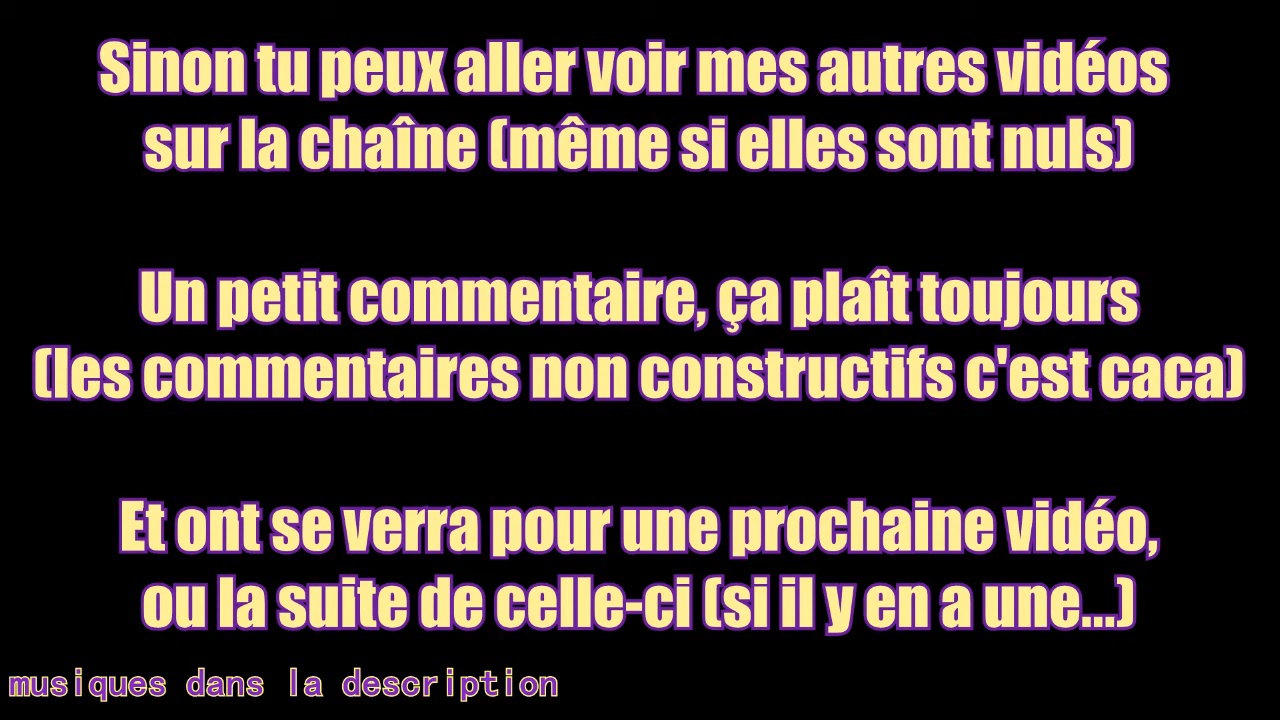 Sinon tu peux aller voir mes autres vidéos
sur la chaîne (même si elles sont nuls)
Un petit commentaire, ça plaît toujours
(les commentaires non constructifs c'est caca)
Et ont se verra pour une prochaine vidéo,
ou la suite de celle-ci (si il y en a une...)
musiques dans la description